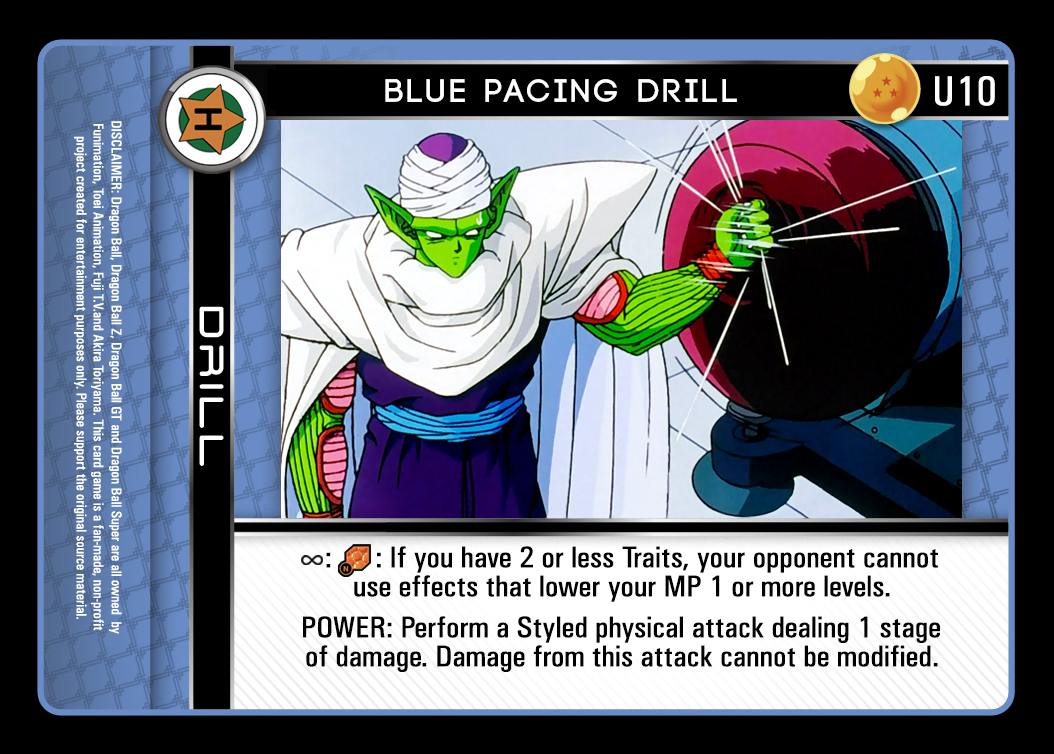 BLUE PACING DRILL
U10
H
DRILL
DISCLAIMER: Dragon Ball, Dragon Ball Z, Dragon Ball GT and Dragon Ball Super are all owned by
Funimation, Toei Animation, Fuji T.V.and Akira Toriyama. This card game is a fan-made, non-profit
project created for entertainment purposes only. Please support the original source material.
∞: N : If you have 2 or less Traits, your opponent cannot
use effects that lower your MP 1 or more levels.
POWER: Perform a Styled physical attack dealing 1 stage
of damage. Damage from this attack cannot be modified.